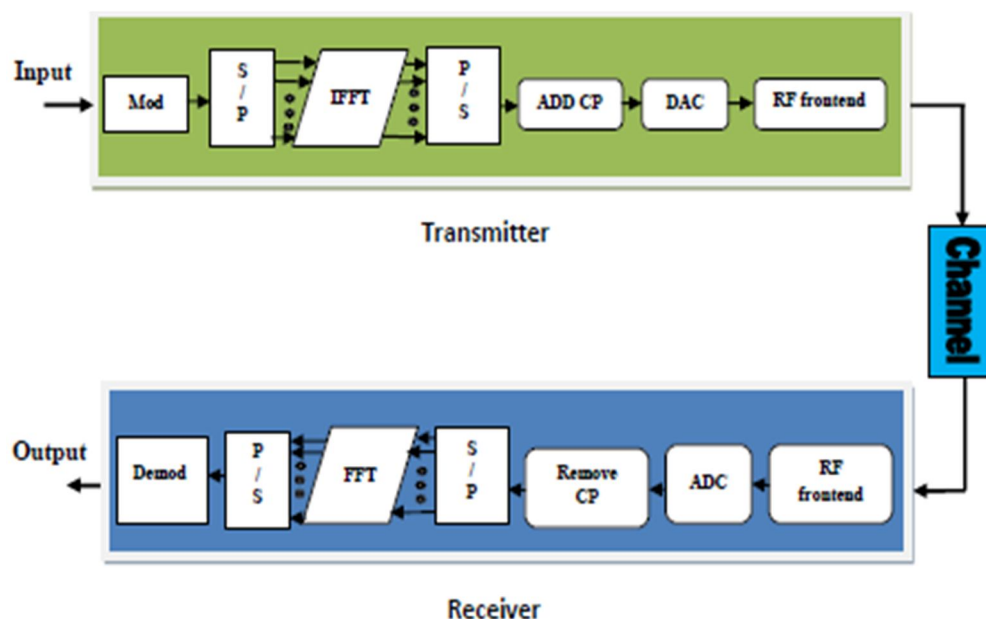 Input
Mod
S
/
P
IFFT
P
/
S
ADD CP
DAC
RF frontend
Transmitter
Channel
Output
Demod
P
/
S
FFT
S
/
P
Remove
CP
ADC
RF
frontend
Receiver